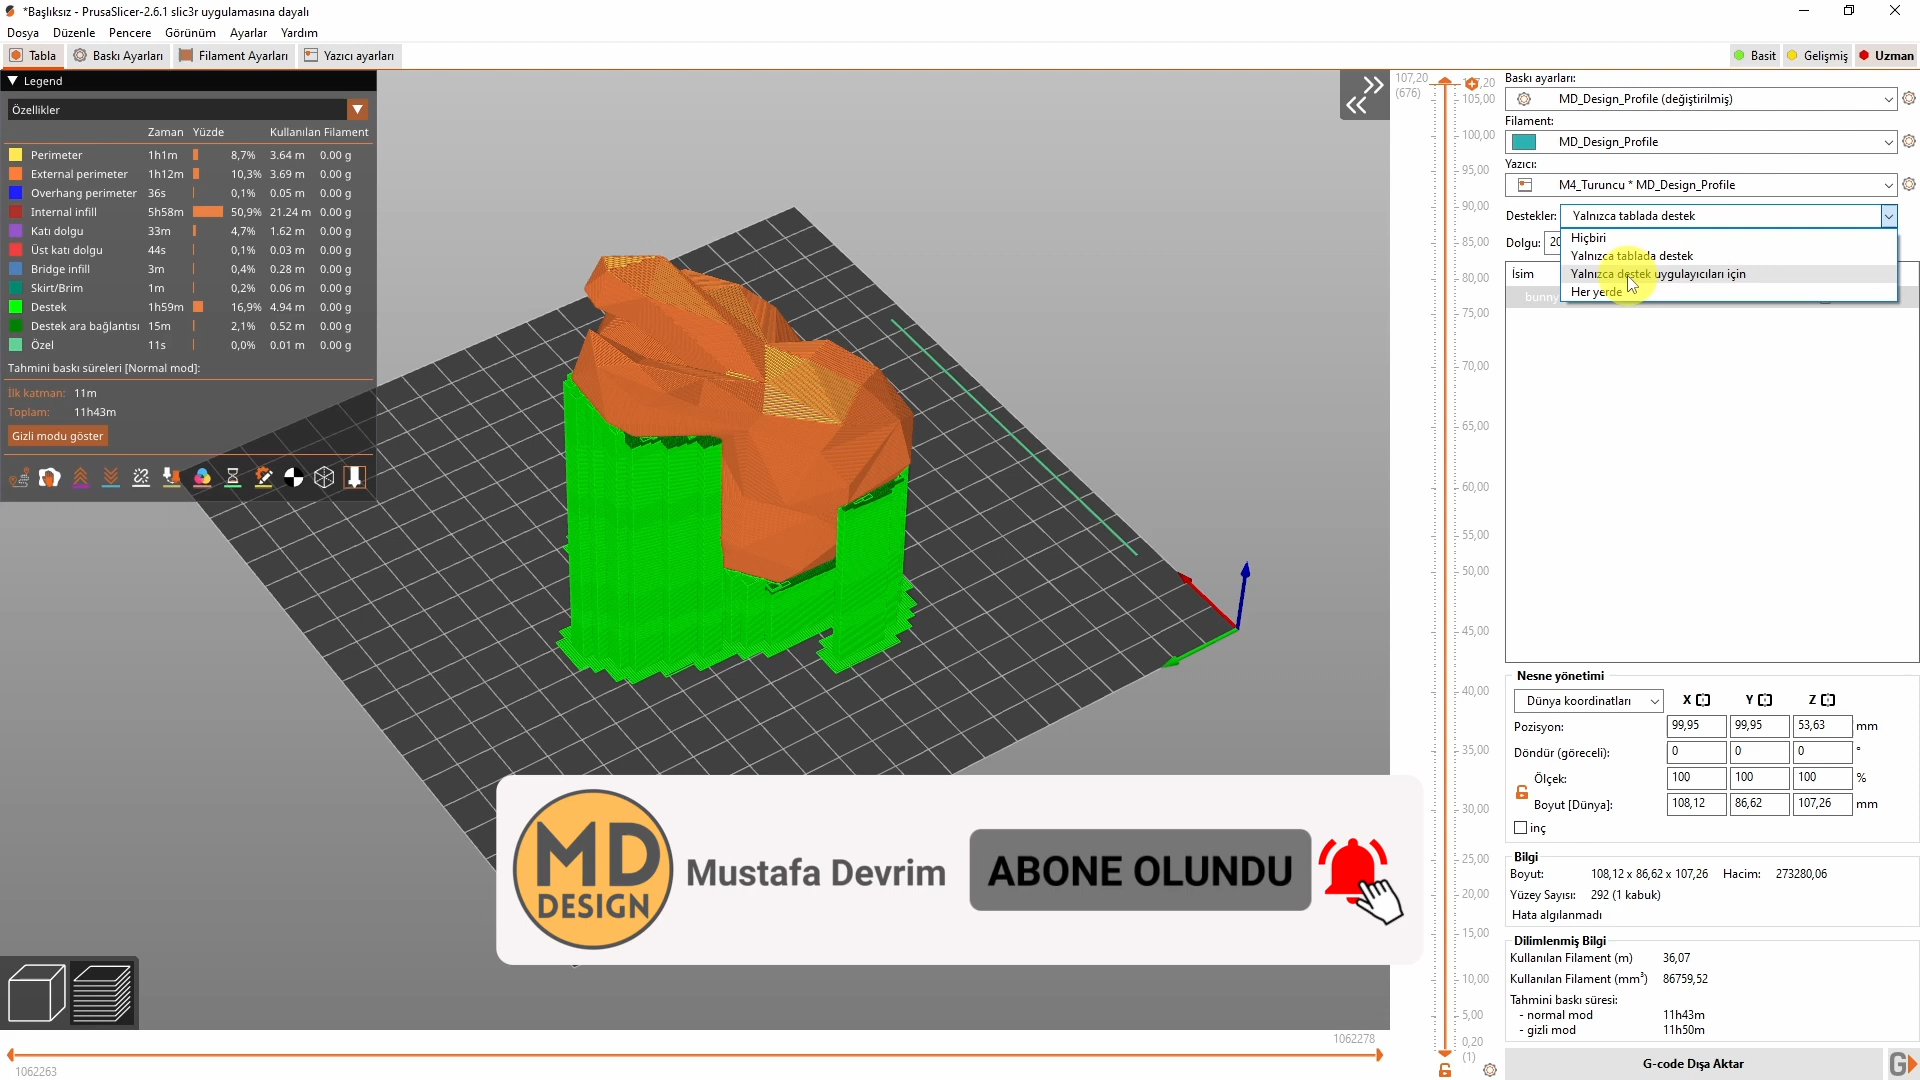 *Başlıksız - PrusaSlicer-2.6.1 slic3r uygulamasına dayalı
Dosya Düzenle Pencere Görünüm Ayarlar Yardım
Tabla Baskı Ayarları Filament Ayarları Yazıcı ayarları Basit Gelişmiş Uzman
Legend
Özellikler
Zaman Yüzde Kullanılan Filament
Perimeter 1h1m 8,7% 3.64 m 0.00 g
External perimeter 1h12m 10,3% 3.69 m 0.00 g
Overhang perimeter 36s 0,1% 0.05 m 0.00 g
Internal infill 5h58m 50,9% 21.24 m 0.00 g
Katı dolgu 33m 4,7% 1.62 m 0.00 g
Üst katı dolgu 44s 0,1% 0.03 m 0.00 g
Bridge infill 3m 0,4% 0.28 m 0.00 g
Skirt/Brim 1m 0,2% 0.06 m 0.00 g
Destek 1h59m 16,9% 4.94 m 0.00 g
Destek ara bağlantısı 15m 2,1% 0.52 m 0.00 g
Özel 11s 0,0% 0.01 m 0.00 g
Tahmini baskı süreleri [Normal mod]:
İlk katman: 11m
Toplam: 11h43m
Gizli modu göster
107,20
(676)
105,00
100,00
95,00
90,00
85,00
80,00
75,00
70,00
65,00
60,00
55,00
50,00
45,00
40,00
35,00
30,00
25,00
20,00
15,00
10,00
5,00
0,20
(1)
Baskı ayarları:
MD_Design_Profile (değiştirilmiş)
Filament:
MD_Design_Profile
Yazıcı:
M4_Turuncu * MD_Design_Profile
Destekler: Yalnızca tablada destek
Hiçbiri
Dolgu: 20
Yalnızca tablada destek
İsim
Yalnızca destek uygulayıcıları için
Her yerde
bunny
Nesne yönetimi
Dünya koordinatları X Y Z
Pozisyon: 99,95 99,95 53,63 mm
Döndür (göreceli): 0 0 0 °
Ölçek: 100 100 100 %
Boyut [Dünya]: 108,12 86,62 107,26 mm
inç
Bilgi
Boyut: 108,12 x 86,62 x 107,26 Hacim: 273280,06
Yüzey Sayısı: 292 (1 kabuk)
Hata algılanmadı
Dilimlenmiş Bilgi
Kullanılan Filament (m) 36,07
Kullanılan Filament (mm³) 86759,52
Tahmini baskı süresi:
- normal mod 11h43m
- gizli mod 11h50m
G-code Dışa Aktar
G
MD
DESIGN
Mustafa Devrim
ABONE OLUNDU
1062278
1062263